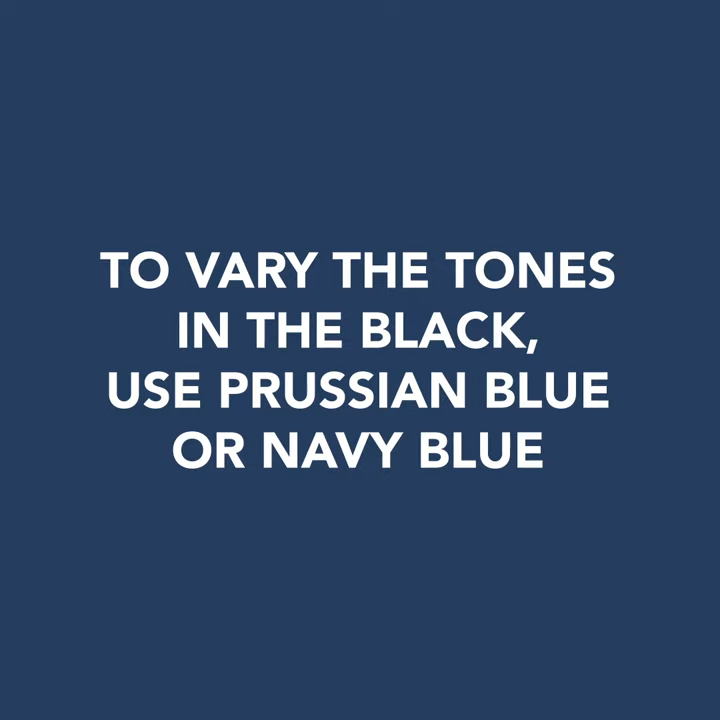 TO VARY THE TONES
IN THE BLACK,
USE PRUSSIAN BLUE
OR NAVY BLUE